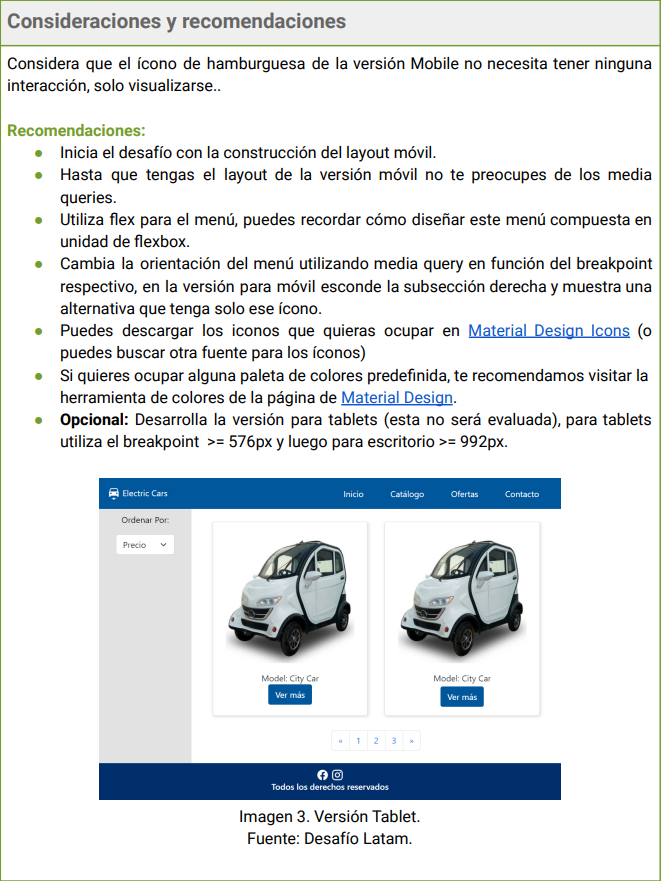 Consideraciones y recomendaciones
Considera que el ícono de hamburguesa de la versión Mobile no necesita tener ninguna
interacción, solo visualizarse..
Recomendaciones:
● Inicia el desafío con la construcción del layout móvil.
● Hasta que tengas el layout de la versión móvil no te preocupes de los media
queries.
● Utiliza flex para el menú, puedes recordar cómo diseñar este menú compuesta en
unidad de flexbox.
● Cambia la orientación del menú utilizando media query en función del breakpoint
respectivo, en la versión para móvil esconde la subsección derecha y muestra una
alternativa que tenga solo ese ícono.
● Puedes descargar los iconos que quieras ocupar en Material Design Icons (o
puedes buscar otra fuente para los íconos)
● Si quieres ocupar alguna paleta de colores predefinida, te recomendamos visitar la
herramienta de colores de la página de Material Design.
● Opcional: Desarrolla la versión para tablets (esta no será evaluada), para tablets
utiliza el breakpoint >= 576px y luego para escritorio >= 992px.
Electric Cars Inicio Catálogo Ofertas Contacto
Ordenar Por:
Precio
Model: City Car Model: City Car
Ver más Ver más
« 1 2 3 »
Todos los derechos reservados
Imagen 3. Versión Tablet.
Fuente: Desafío Latam.